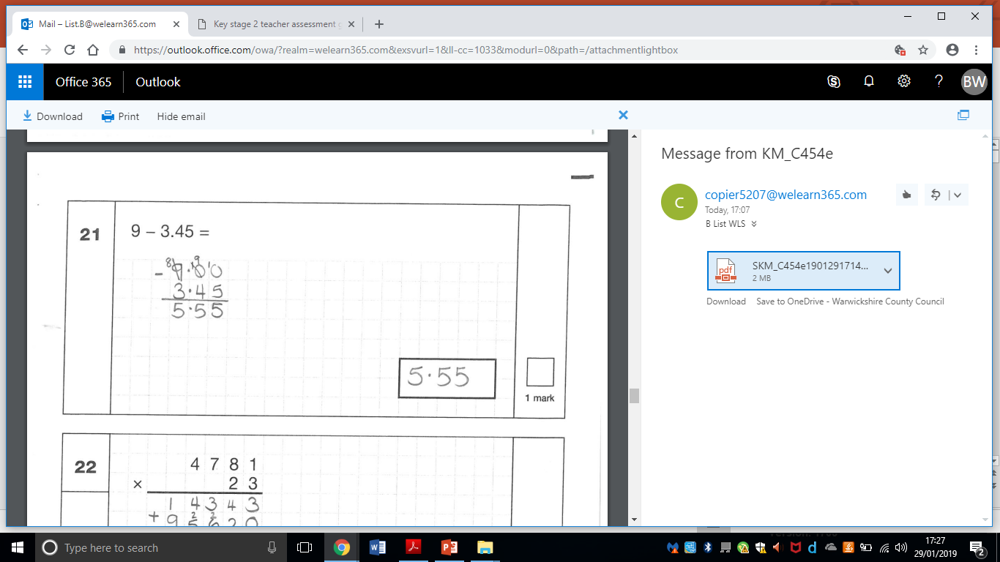 Mail – List.B@welearn365.com
Key stage 2 teacher assessment g
https://outlook.office.com/owa/?realm=welearn365.com&exsvurl=1&ll-cc=1033&modurl=0&path=/attachmentlightbox
Office 365
Outlook
BW
Download
Print
Hide email
21
9 – 3.45 =
8 1 9
- 9.00
3.45
5.55
5.55
1 mark
22
4 7 8 1
× 2 3
1 4 3 4 3
+ 9 5 6 2 0
Message from KM_C454e
C
copier5207@welearn365.com
Today, 17:07
B List WLS
pdf
SKM_C454e1901291714...
2 MB
Download
Save to OneDrive - Warwickshire County Council
Type here to search
17:27
29/01/2019
2